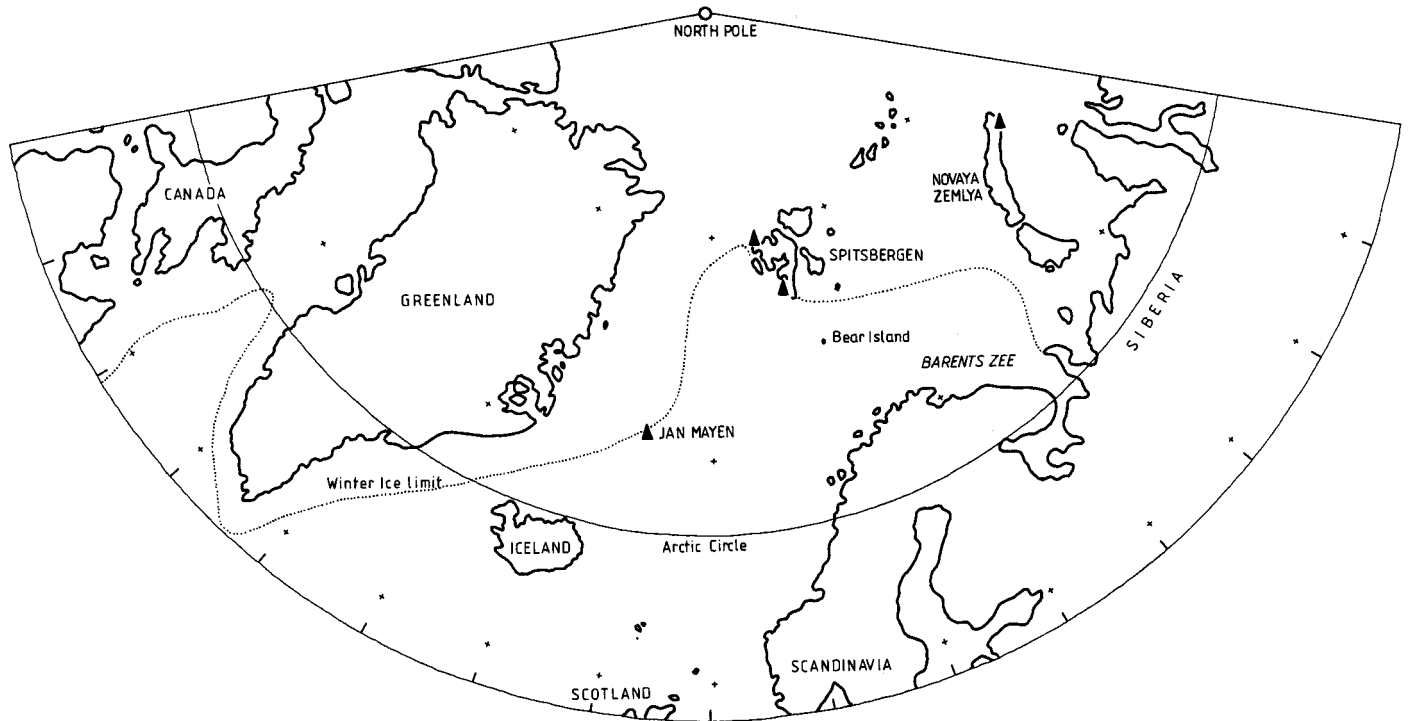 NORTH POLE
CANADA
NOVAYA
ZEMLYA
SPITSBERGEN
GREENLAND
SIBERIA
Bear Island
BARENTS ZEE
JAN MAYEN
Winter Ice limit
ICELAND
Arctic Circle
SCANDINAVIA
SCOTLAND